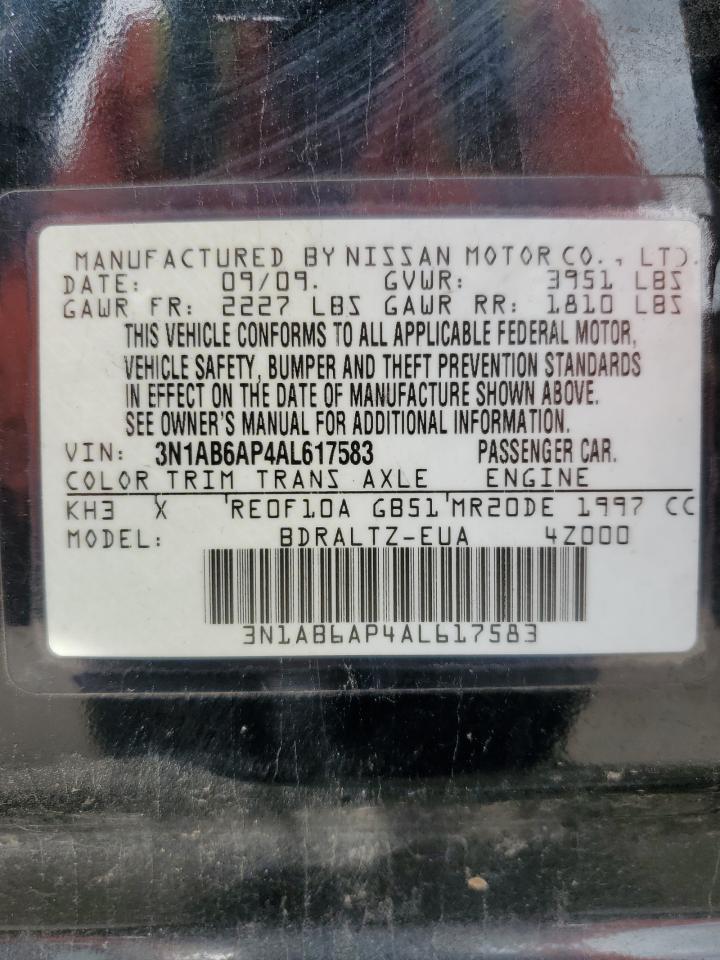 MANUFACTURED BY NISSAN MOTOR CO., LTD.
DATE: 09/09. GVWR: 3951 LBS
GAWR FR: 2227 LBS GAWR RR: 1810 LBS
THIS VEHICLE CONFORMS TO ALL APPLICABLE FEDERAL MOTOR,
VEHICLE SAFETY, BUMPER AND THEFT PREVENTION STANDARDS
IN EFFECT ON THE DATE OF MANUFACTURE SHOWN ABOVE.
SEE OWNER'S MANUAL FOR ADDITIONAL INFORMATION.
VIN: 3N1AB6AP4AL617583 PASSENGER CAR.
COLOR TRIM TRANS AXLE ENGINE
KH3 X RE0F10A GB51 MR20DE 1997 CC
MODEL: BDRALTZ-EUA 4Z000
3N1AB6AP4AL617583